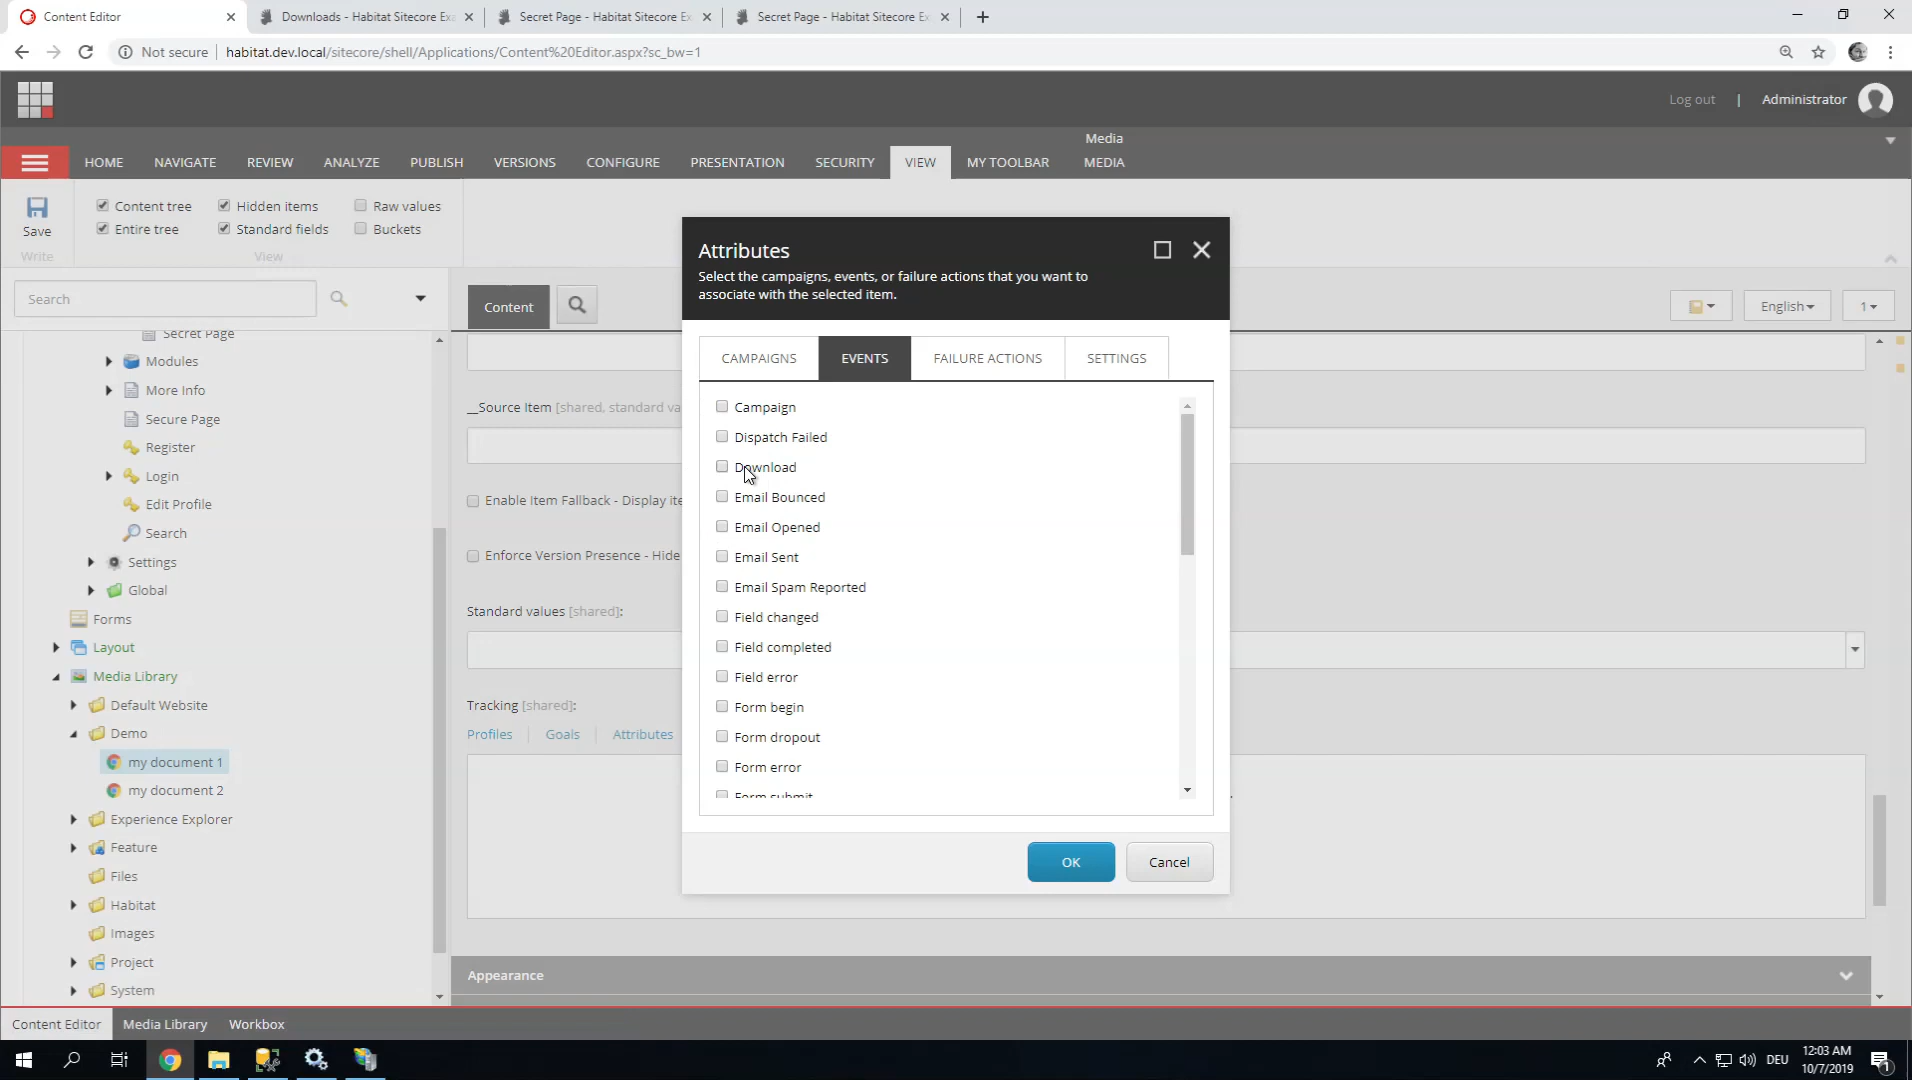 Content Editor
Downloads - Habitat Sitecore Exa
Secret Page - Habitat Sitecore Ex
Secret Page - Habitat Sitecore Ex
Not secure
habitat.dev.local/sitecore/shell/Applications/Content%20Editor.aspx?sc_bw=1
Log out
|
Administrator
Media
HOME
NAVIGATE
REVIEW
ANALYZE
PUBLISH
VERSIONS
CONFIGURE
PRESENTATION
SECURITY
VIEW
MY TOOLBAR
MEDIA
Save
Write
Content tree
Hidden items
Raw values
Entire tree
Standard fields
Buckets
View
Search
Content
English
1
Secret Page
Modules
More Info
Secure Page
Register
Login
Edit Profile
Search
Settings
Global
Forms
Layout
Media Library
Default Website
Demo
my document 1
my document 2
Experience Explorer
Feature
Files
Habitat
Images
Project
System
__Source Item [shared, standard va
Enable Item Fallback - Display ite
Enforce Version Presence - Hide
Standard values [shared]:
Tracking [shared]:
Profiles
Goals
Attributes
Appearance
Attributes
Select the campaigns, events, or failure actions that you want to
associate with the selected item.
CAMPAIGNS
EVENTS
FAILURE ACTIONS
SETTINGS
Campaign
Dispatch Failed
Download
Email Bounced
Email Opened
Email Sent
Email Spam Reported
Field changed
Field completed
Field error
Form begin
Form dropout
Form error
Form submit
OK
Cancel
Content Editor
Media Library
Workbox
DEU
12:03 AM
10/7/2019
1